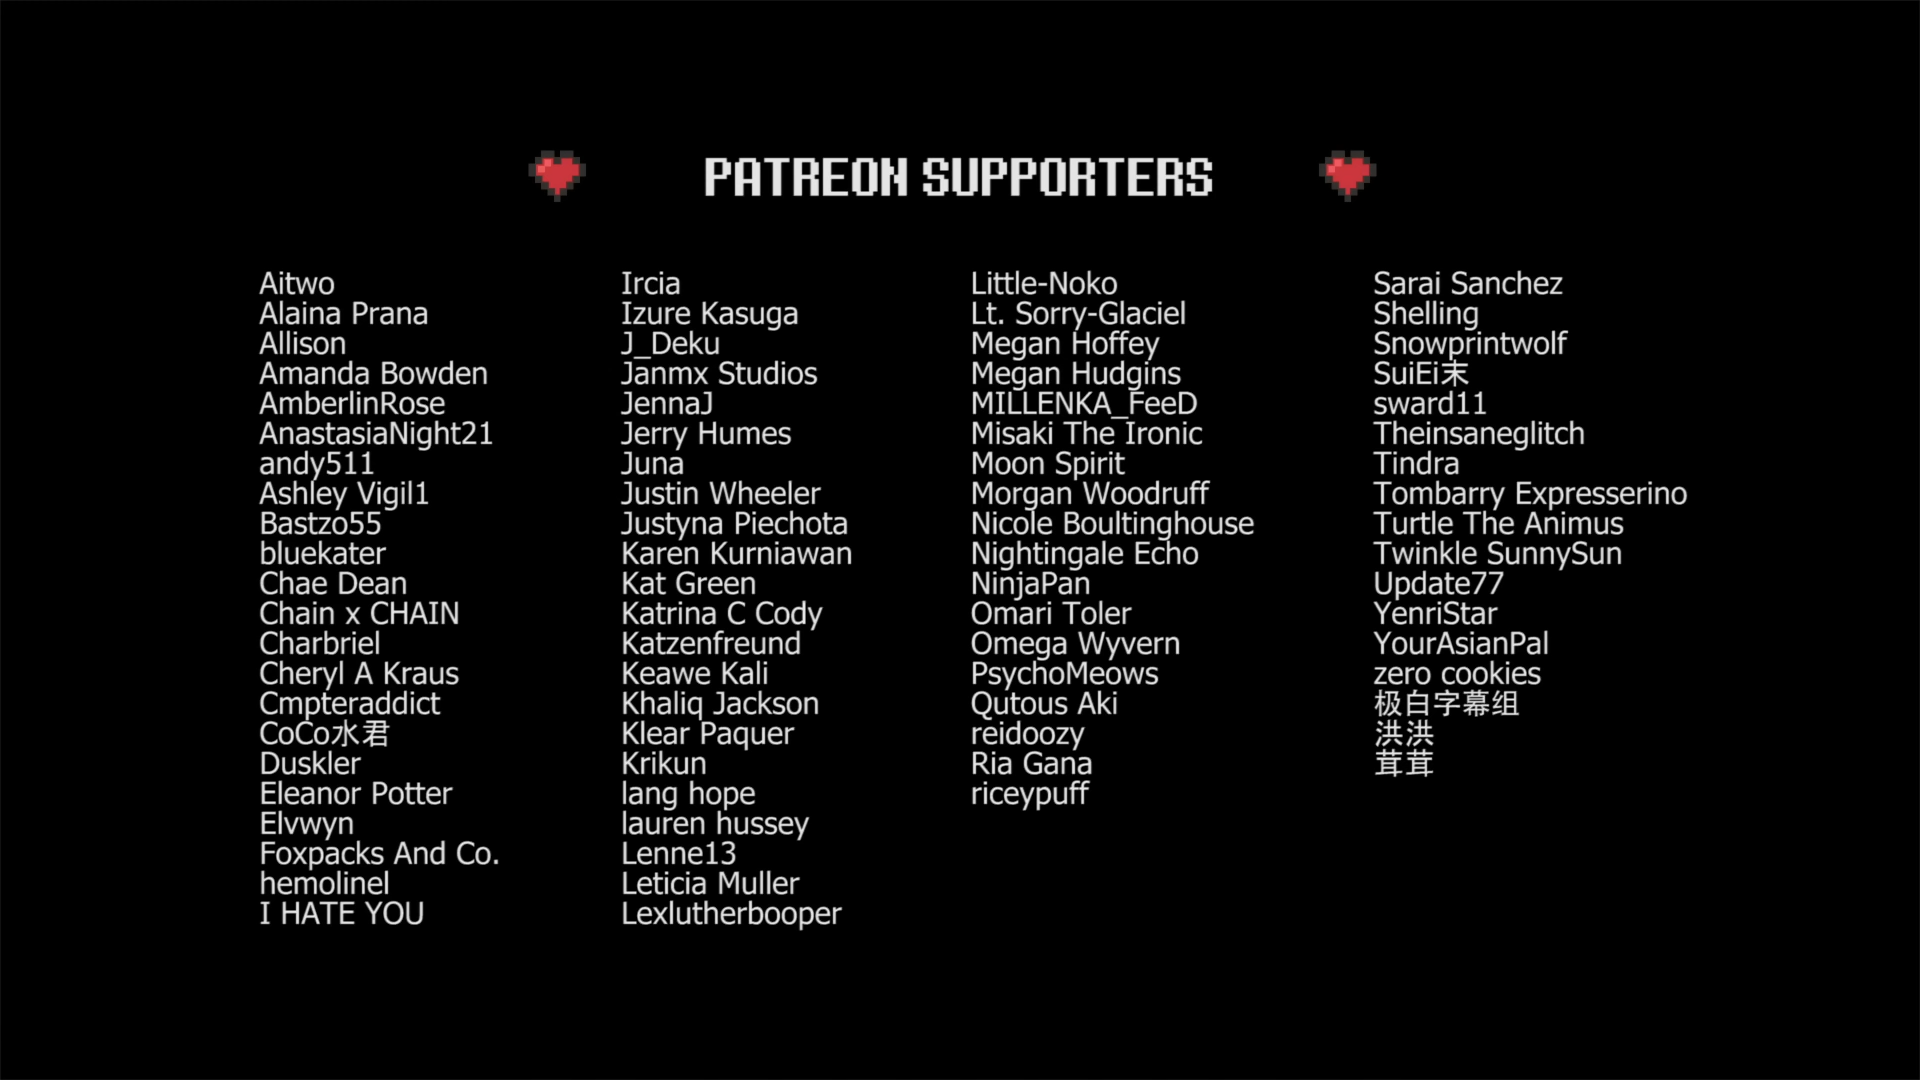 PATREON SUPPORTERS
Aitwo
Alaina Prana
Allison
Amanda Bowden
AmberlinRose
AnastasiaNight21
andy511
Ashley Vigil1
Bastzo55
bluekater
Chae Dean
Chain x CHAIN
Charbriel
Cheryl A Kraus
Cmpteraddict
CoCo水君
Duskler
Eleanor Potter
Elvwyn
Foxpacks And Co.
hemolinel
I HATE YOU
Ircia
Izure Kasuga
J_Deku
Janmx Studios
JennaJ
Jerry Humes
Juna
Justin Wheeler
Justyna Piechota
Karen Kurniawan
Kat Green
Katrina C Cody
Katzenfreund
Keawe Kali
Khaliq Jackson
Klear Paquer
Krikun
lang hope
lauren hussey
Lenne13
Leticia Muller
Lexlutherbooper
Little-Noko
Lt. Sorry-Glaciel
Megan Hoffey
Megan Hudgins
MILLENKA_FeeD
Misaki The Ironic
Moon Spirit
Morgan Woodruff
Nicole Boultinghouse
Nightingale Echo
NinjaPan
Omari Toler
Omega Wyvern
PsychoMeows
Qutous Aki
reidoozy
Ria Gana
riceypuff
Sarai Sanchez
Shelling
Snowprintwolf
SuiEi末
sward11
Theinsaneglitch
Tindra
Tombarry Expresserino
Turtle The Animus
Twinkle SunnySun
Update77
YenriStar
YourAsianPal
zero cookies
极白字幕组
洪洪
茸茸